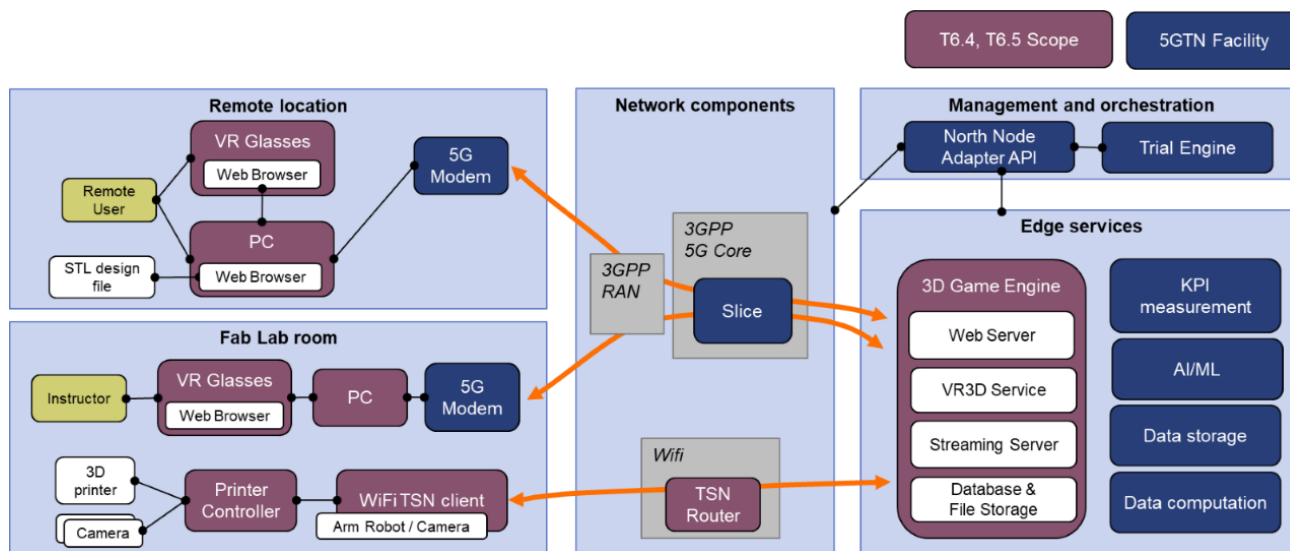 T6.4, T6.5 Scope
5GTN Facility
Remote location
VR Glasses
Web Browser
Remote
User
PC
Web Browser
STL design
file
5G
Modem
Fab Lab room
Instructor
VR Glasses
Web Browser
PC
5G
Modem
3D
printer
Camera
Printer
Controller
WiFi TSN client
Arm Robot / Camera
Network components
3GPP
5G Core
3GPP
RAN
Slice
Wifi
TSN
Router
Management and orchestration
North Node
Adapter API
Trial Engine
Edge services
3D Game Engine
Web Server
VR3D Service
Streaming Server
Database &
File Storage
KPI
measurement
AI/ML
Data storage
Data computation